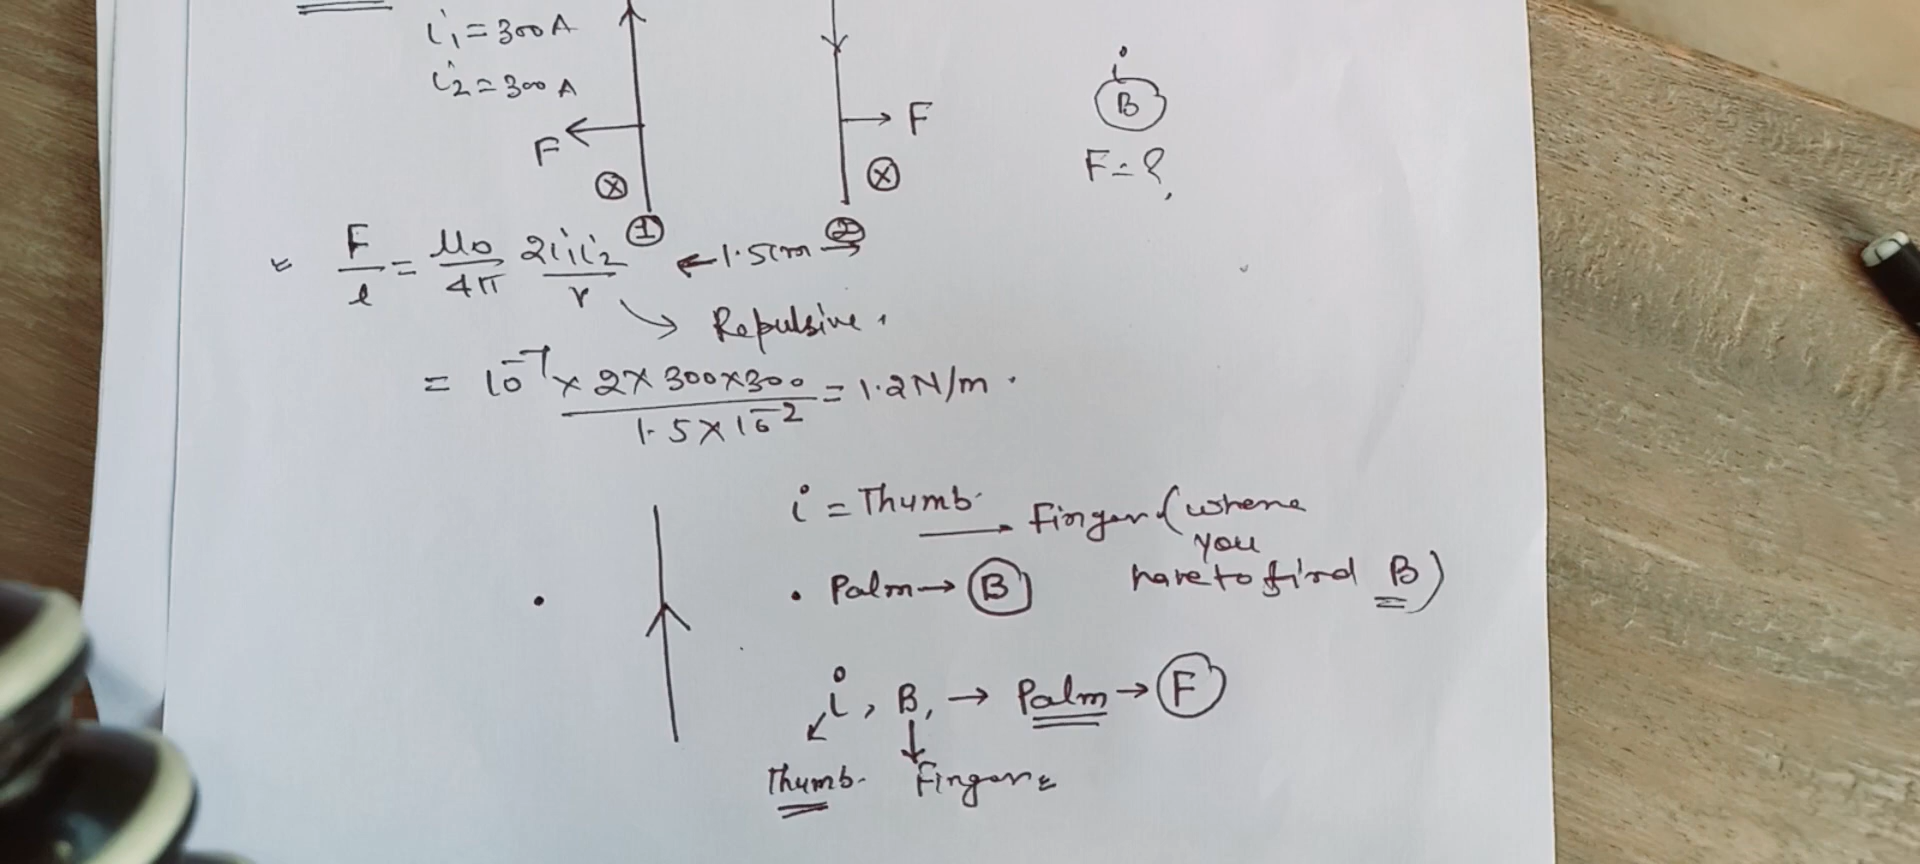 i₁ = 300 A
i₂ = 300 A
F
F
i
B
F = ?
x
x
1
2
F/l = μ₀/4π 2i₁i₂/r
1.5cm
Repulsive.
= 10⁻⁷ × 2 × 300 × 300 / 1.5 × 10⁻² = 1.2 N/m.
i = Thumb.
Finger (where
you
have to find B)
. Palm → B
i, B, → Palm → F
Thumb. Fingers